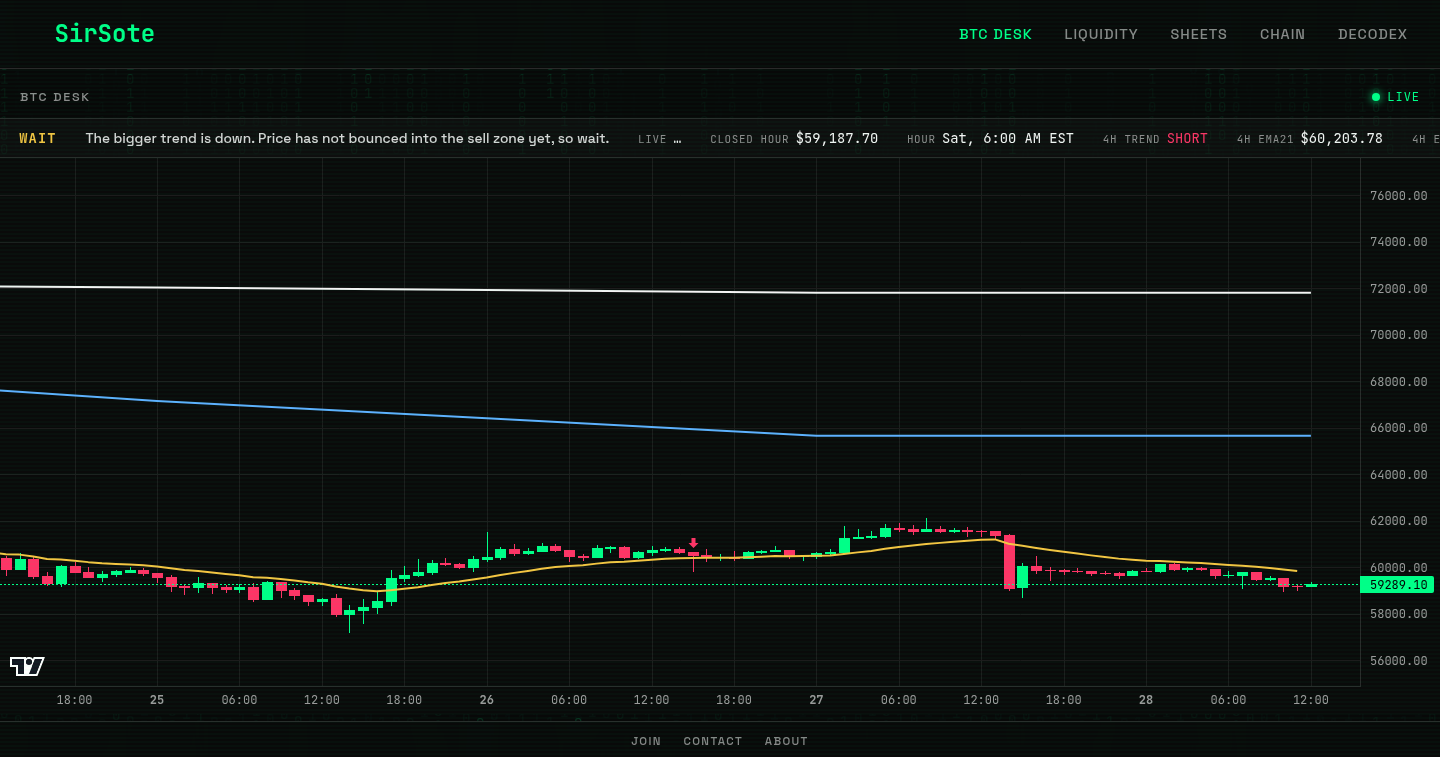 SirSote
BTC DESK LIQUIDITY SHEETS CHAIN DECODEX
BTC DESK
LIVE
WAIT The bigger trend is down. Price has not bounced into the sell zone yet, so wait. LIVE … CLOSED HOUR $59,187.70 HOUR Sat, 6:00 AM EST 4H TREND SHORT 4H EMA21 $60,203.78 4H E
76000.00
74000.00
72000.00
70000.00
68000.00
66000.00
64000.00
62000.00
60000.00
59289.10
58000.00
56000.00
18:00 25 06:00 12:00 18:00 26 06:00 12:00 18:00 27 06:00 12:00 18:00 28 06:00 12:00
JOIN CONTACT ABOUT